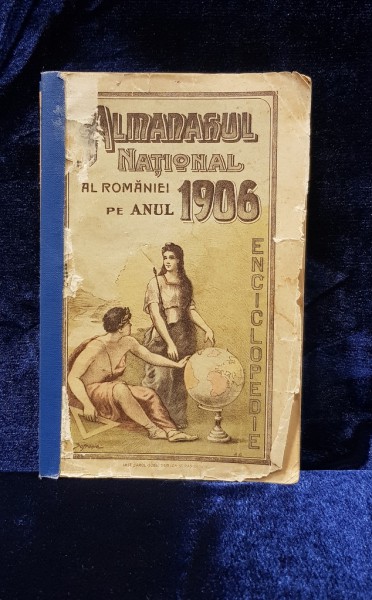 ALMANAHUL
NAȚIONAL
AL ROMÂNIEI
PE ANUL 1906
ENCICLOPEDIE